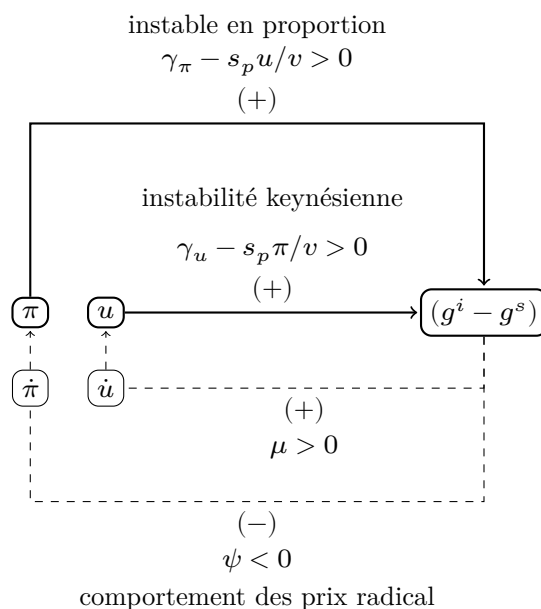 instable en proportion
γ_π − s_p u/v > 0
(+)
instabilité keynésienne
γ_u − s_p π/v > 0
(+)
π u (g^i − g^s)
π̇ u̇
(+)
μ > 0
(−)
ψ < 0
comportement des prix radical